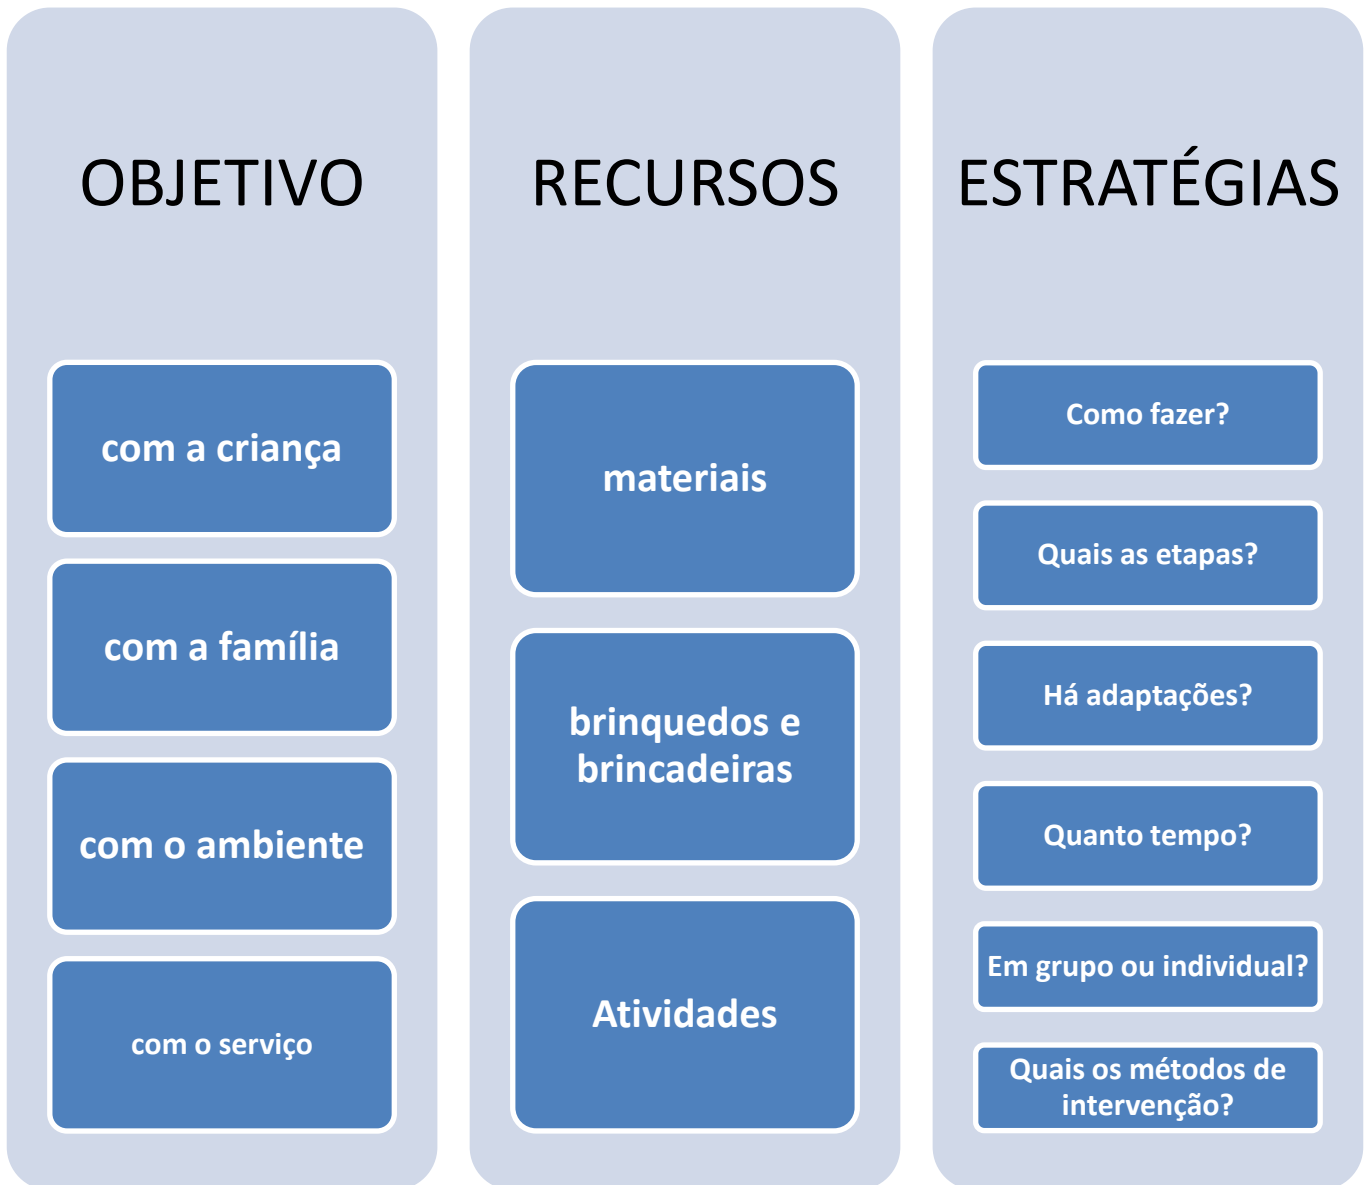 OBJETIVO
com a criança
com a família
com o ambiente
com o serviço
RECURSOS
materiais
brinquedos e
brincadeiras
Atividades
ESTRATÉGIAS
Como fazer?
Quais as etapas?
Há adaptações?
Quanto tempo?
Em grupo ou individual?
Quais os métodos de
intervenção?